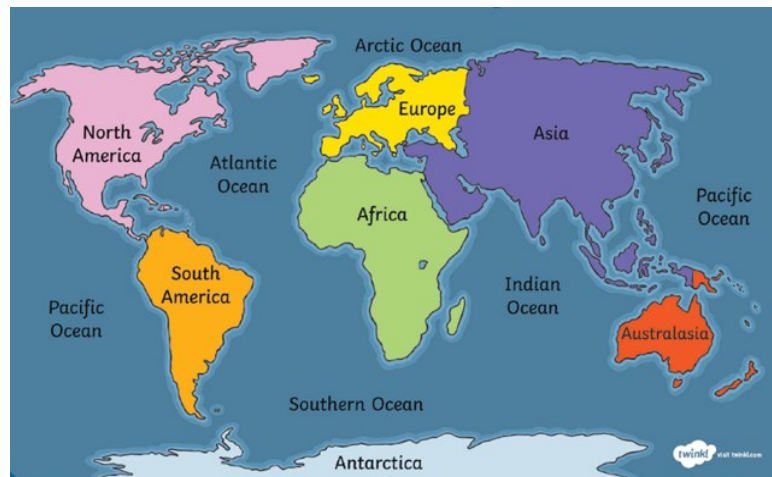 Arctic Ocean
North
America
Europe
Asia
Atlantic
Ocean
Africa
Pacific
Ocean
South
America
Indian
Ocean
Pacific
Ocean
Australasia
Southern Ocean
Antarctica
twinkl visit twinkl.com